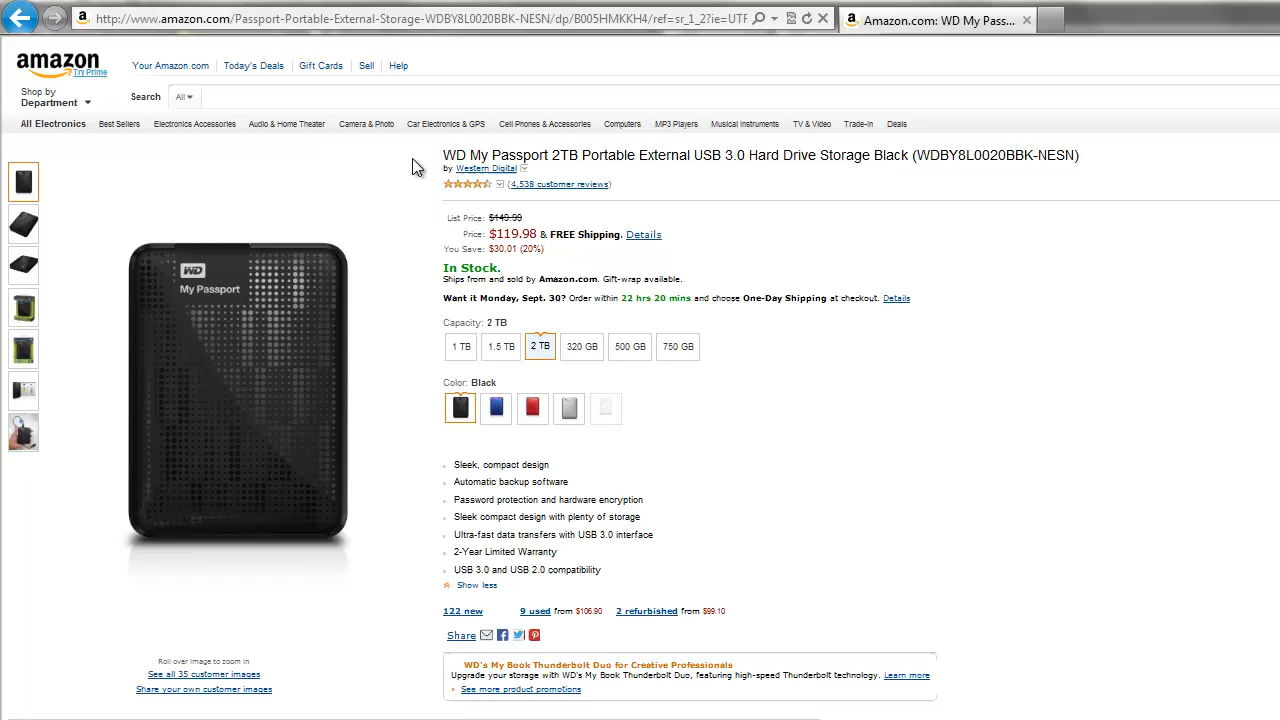 http://www.amazon.com/Passport-Portable-External-Storage-WDBY8L0020BBK-NESN/dp/B005HMKKH4/ref=sr_1_2?ie=UTF
Amazon.com: WD My Pass...
amazon
Try Prime
Your Amazon.com Today's Deals Gift Cards Sell Help
Shop by
Department
Search All
All Electronics Best Sellers Electronics Accessories Audio & Home Theater Camera & Photo Car Electronics & GPS Cell Phones & Accessories Computers MP3 Players Musical Instruments TV & Video Trade-In Deals
WD My Passport 2TB Portable External USB 3.0 Hard Drive Storage Black (WDBY8L0020BBK-NESN)
by Western Digital
(4,538 customer reviews)
List Price: $149.99
Price: $119.98 & FREE Shipping. Details
You Save: $30.01 (20%)
In Stock.
Ships from and sold by Amazon.com. Gift-wrap available.
Want it Monday, Sept. 30? Order within 22 hrs 20 mins and choose One-Day Shipping at checkout. Details
Capacity: 2 TB
1 TB 1.5 TB 2 TB 320 GB 500 GB 750 GB
Color: Black
WD
My Passport
Sleek, compact design
Automatic backup software
Password protection and hardware encryption
Sleek compact design with plenty of storage
Ultra-fast data transfers with USB 3.0 interface
2-Year Limited Warranty
USB 3.0 and USB 2.0 compatibility
Show less
122 new 9 used from $106.90 2 refurbished from $99.10
Share
Roll over image to zoom in
See all 35 customer images
Share your own customer images
WD's My Book Thunderbolt Duo for Creative Professionals
Upgrade your storage with WD's My Book Thunderbolt Duo, featuring high-speed Thunderbolt technology. Learn more
See more product promotions